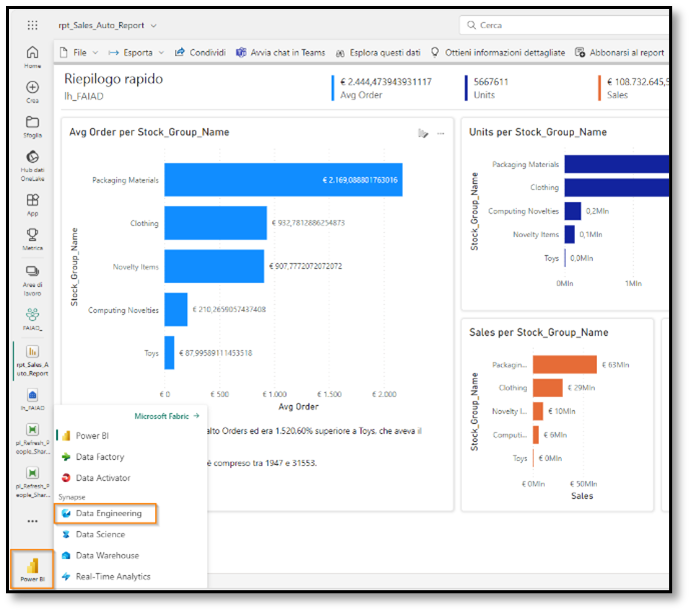 rpt_Sales_Auto_Report
Cerca
File
Esporta
Condividi
Avvia chat in Teams
Esplora questi dati
Ottieni informazioni dettagliate
Abbonarsi al report
Home
Crea
Sfoglia
Hub dati
OneLake
App
Metrica
Aree di
lavoro
FAIAD_
rpt_Sales_A
uto_Report
lh_FAIAD
pl_Refresh_P
eople_Shar...
pl_Refresh_P
eople_Shar...
Power BI
Riepilogo rapido
lh_FAIAD
€ 2.444,473943931117
Avg Order
5667611
Units
€ 108.732.645,5
Sales
Avg Order per Stock_Group_Name
Stock_Group_Name
Packaging Materials
€ 2.169,088801763016
Clothing
€ 932,7812886254873
Novelty Items
€ 907,7772072072072
Computing Novelties
€ 210,2659057437408
Toys
€ 87,99589111453518
€ 0
€ 500
€ 1.000
€ 1.500
€ 2.000
Avg Order
alto Orders ed era 1.520,60% superiore a Toys, che aveva il
é compreso tra 1947 e 31553.
Units per Stock_Group_Name
Stock_Group_Name
Packaging Materials
Clothing
Computing Novelties
0,2Mln
Novelty Items
0,1Mln
Toys
0,0Mln
0Mln
1Mln
Sales per Stock_Group_Name
Stock_Group_Name
Packagin...
€ 63Mln
Clothing
€ 29Mln
Novelty I...
€ 10Mln
Computi...
€ 6Mln
Toys
€ 0Mln
€ 0Mln
€ 50Mln
Sales
Microsoft Fabric →
Power BI
Data Factory
Data Activator
Synapse
Data Engineering
Data Science
Data Warehouse
Real-Time Analytics